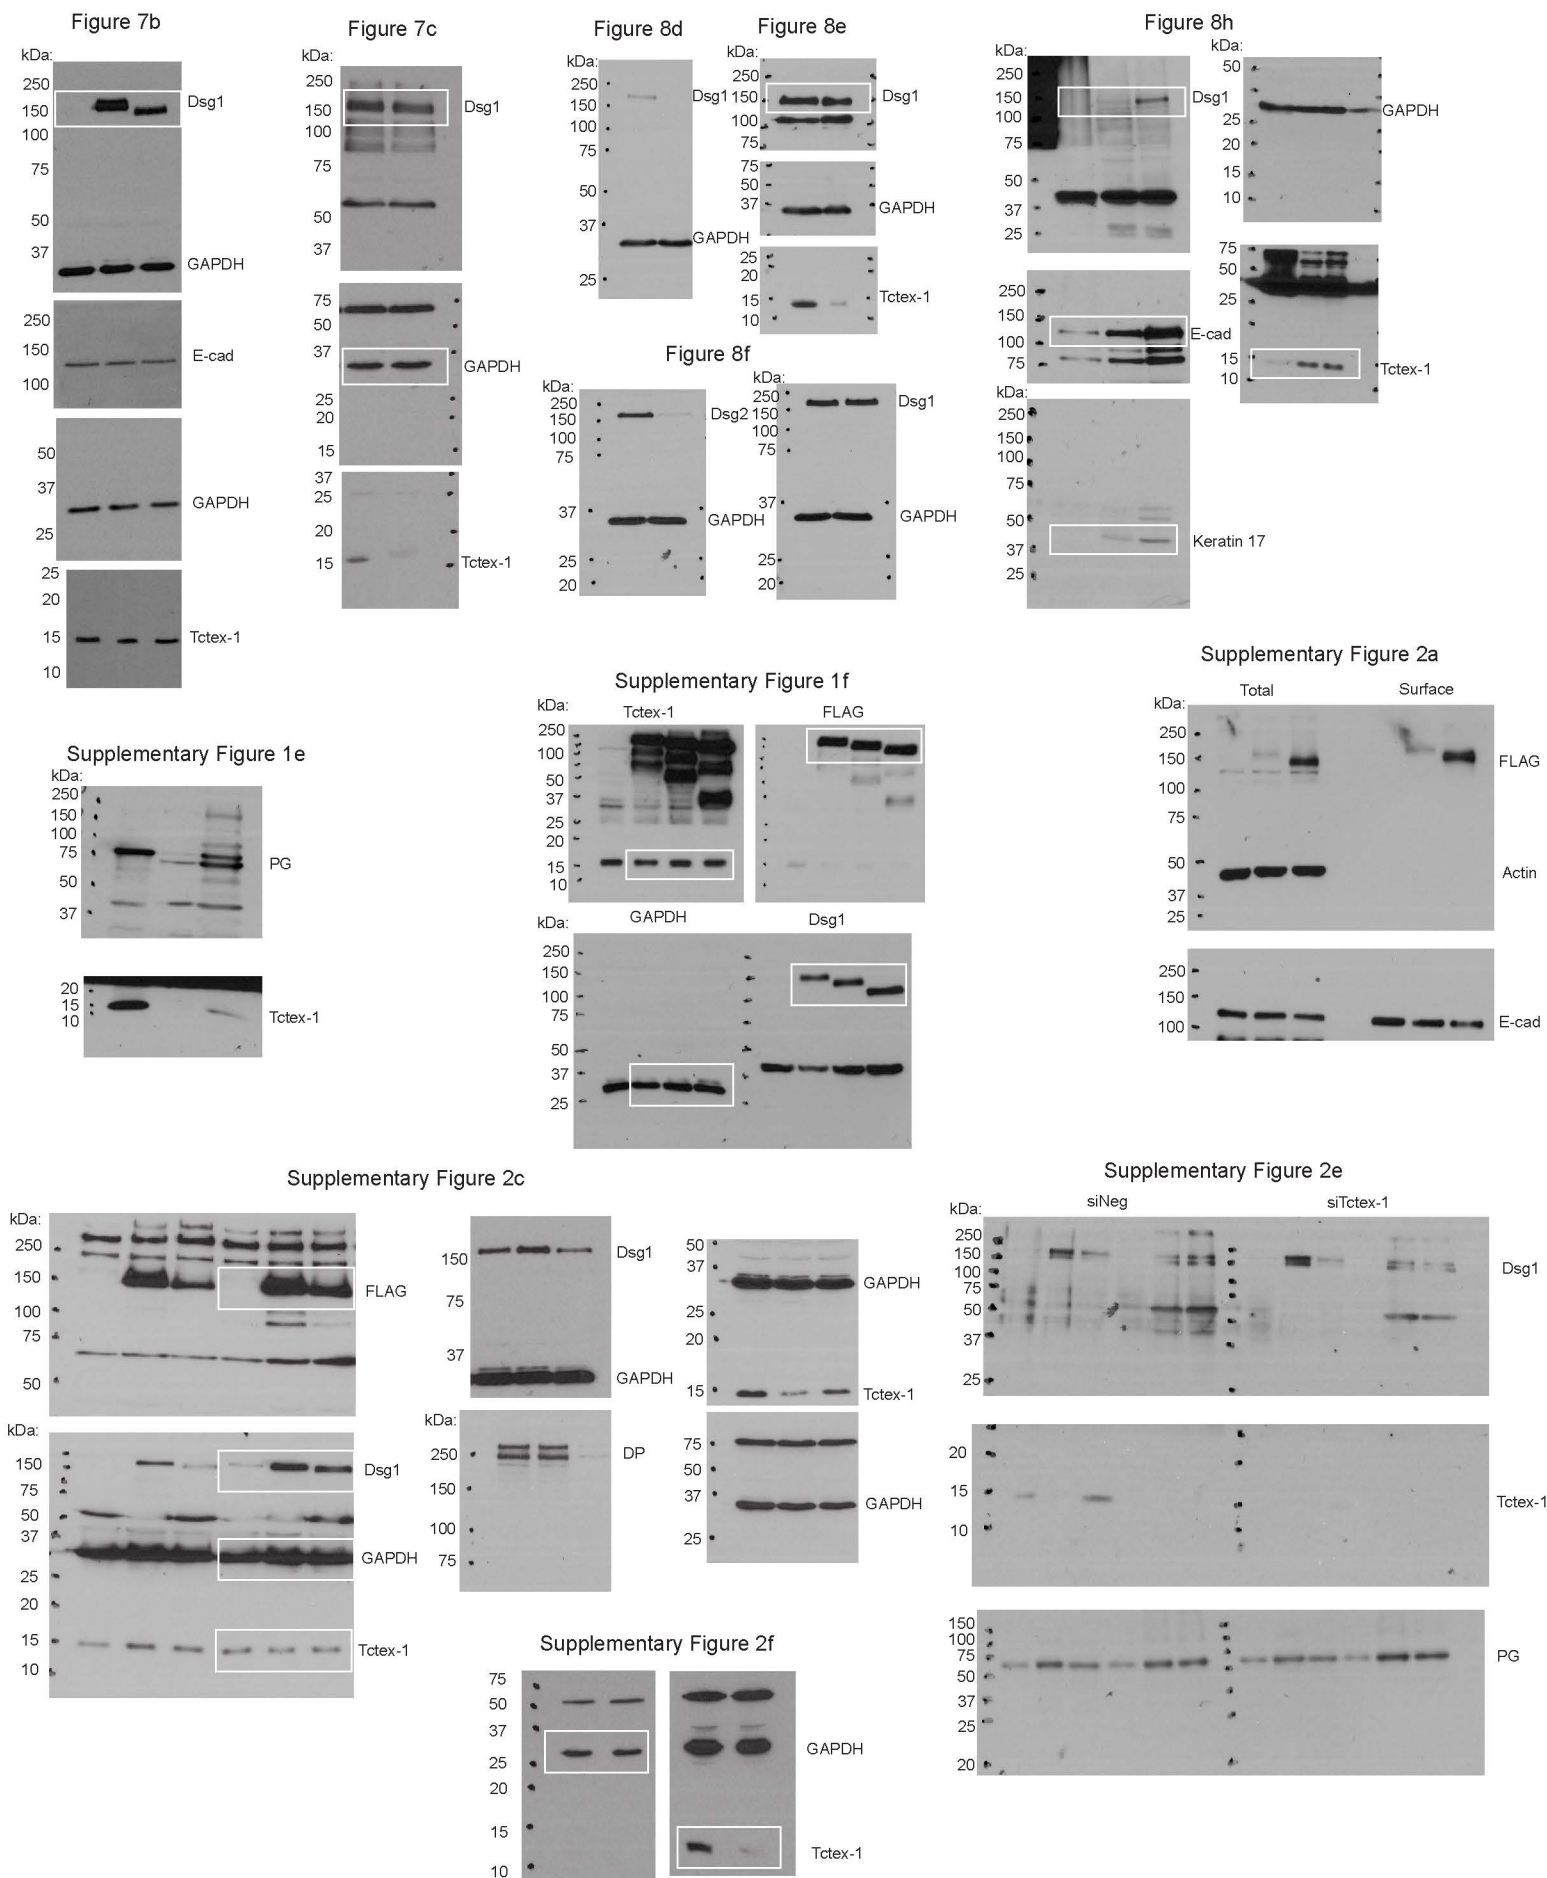 Figure 7b
kDa:
250
150
100
75
50
37
Dsg1
GAPDH
250
150
100
E-cad
50
37
25
GAPDH
25
20
15
10
Tctex-1
Figure 7c
kDa:
250
150
100
75
50
37
Dsg1
75
50
37
25
20
15
GAPDH
37
25
20
15
Tctex-1
Figure 8d
kDa:
250
150
100
75
50
37
25
Dsg1
GAPDH
Figure 8e
kDa:
250
150
100
75
Dsg1
75
50
37
GAPDH
25
20
15
10
Tctex-1
Figure 8f
kDa:
250
150
100
75
37
25
20
Dsg2
GAPDH
kDa:
250
150
100
75
37
25
20
Dsg1
GAPDH
Figure 8h
kDa:
250
150
100
75
50
37
25
Dsg1
250
150
100
75
E-cad
kDa:
250
150
100
75
50
37
25
Keratin 17
kDa:
50
25
20
15
10
GAPDH
75
50
25
15
10
Tctex-1
Supplementary Figure 1e
kDa:
250
150
100
75
50
37
PG
20
15
10
Tctex-1
Supplementary Figure 1f
Tctex-1 FLAG
kDa:
250
100
50
37
25
20
15
10
GAPDH Dsg1
kDa:
250
150
100
75
50
37
25
Supplementary Figure 2a
Total Surface
kDa:
250
150
100
75
50
37
25
FLAG
Actin
250
150
100
E-cad
Supplementary Figure 2c
kDa:
250
150
100
75
50
FLAG
kDa:
150
75
50
37
25
20
15
10
Dsg1
GAPDH
Tctex-1
150
75
37
Dsg1
GAPDH
kDa:
250
150
100
75
DP
50
37
25
20
15
GAPDH
Tctex-1
75
50
37
25
GAPDH
Supplementary Figure 2e
siNeg siTctex-1
kDa:
250
150
100
75
50
37
25
Dsg1
20
15
10
Tctex-1
150
100
75
50
37
25
20
PG
Supplementary Figure 2f
75
50
37
25
20
15
10
GAPDH
Tctex-1